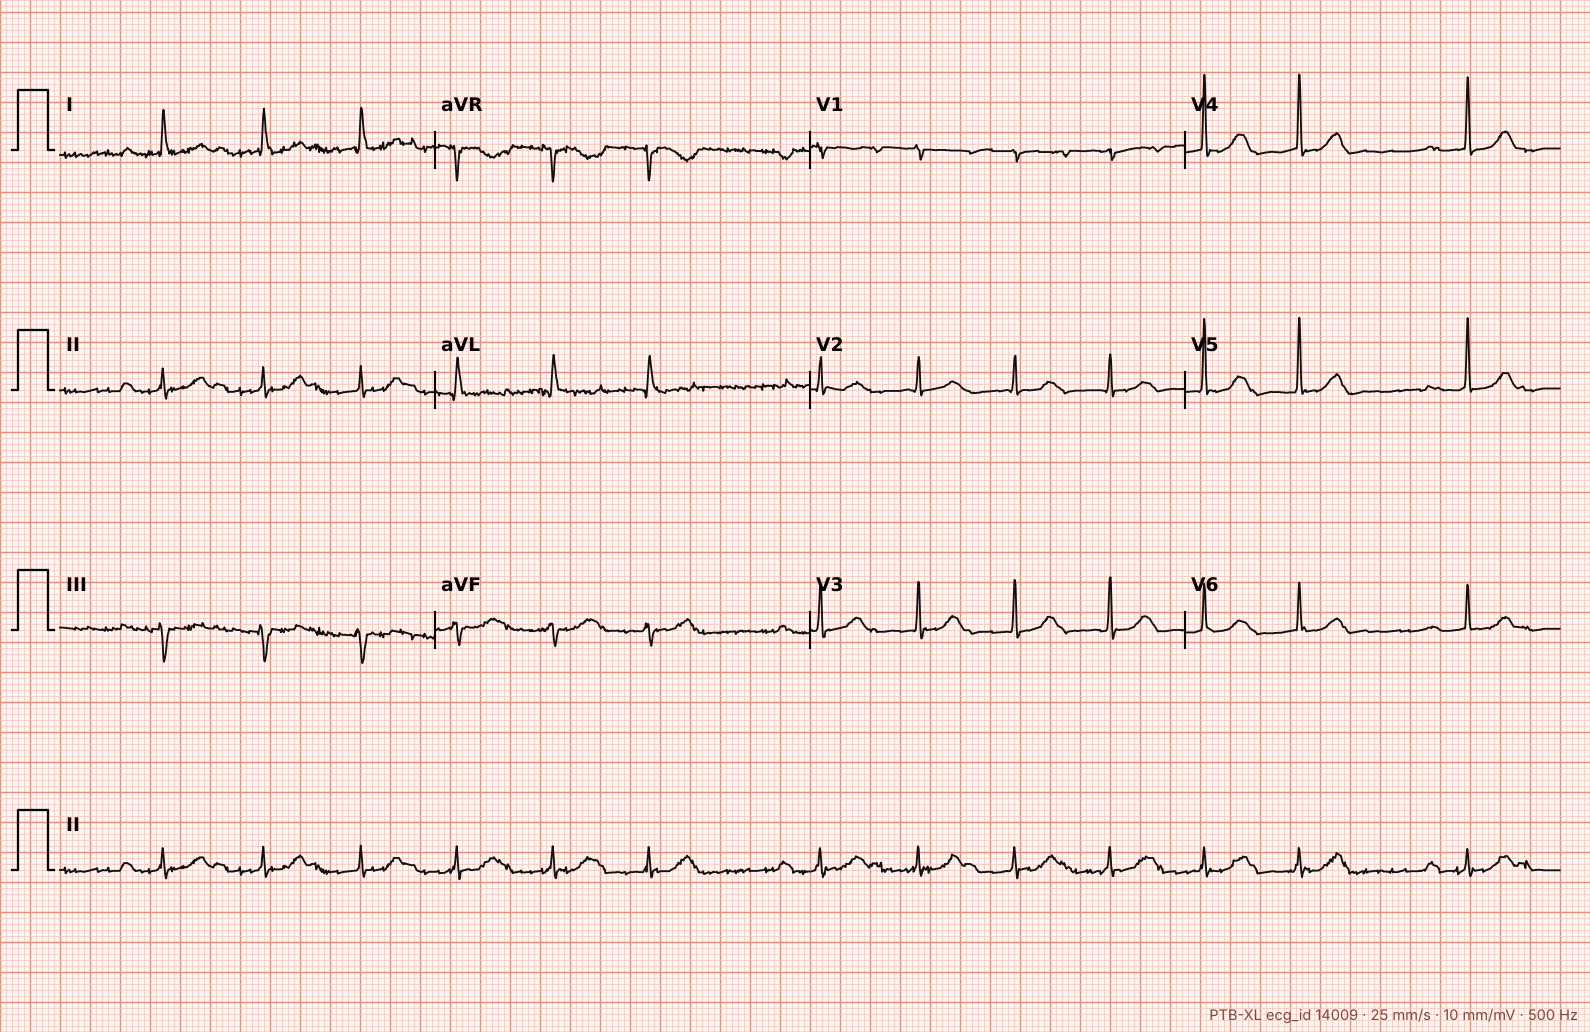 I aVR V1 V4
II aVL V2 V5
III aVF V3 V6
II
PTB-XL ecg_id 14009 · 25 mm/s · 10 mm/mV · 500 Hz